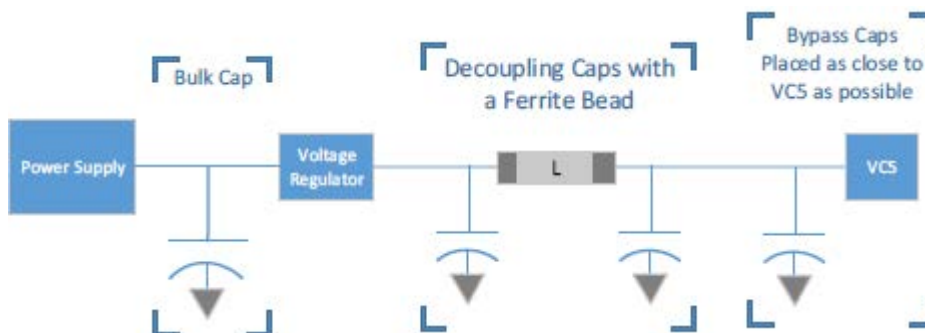 Bulk Cap
Decoupling Caps with
a Ferrite Bead
Bypass Caps
Placed as close to
VC5 as possible
Power Supply
Voltage
Regulator
L
VC5